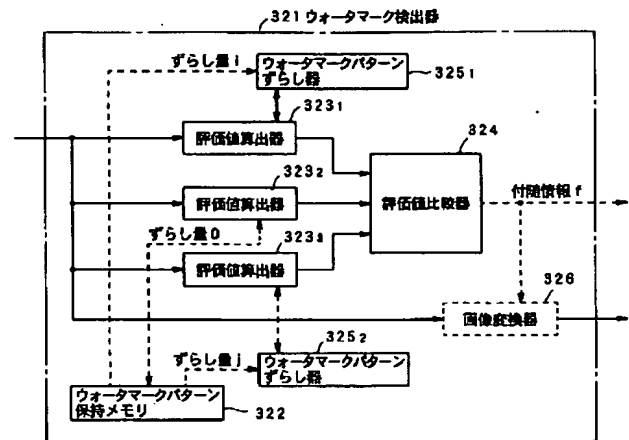 321 ウォータマーク検出器
ずらし量i
ウォータマークパターン
ずらし器
325₁
323₁
評価値算出器
324
323₂
評価値算出器
評価値比較器
付随情報f
ずらし量0
323₃
評価値算出器
326
画像変換器
325₂
ずらし量j
ウォータマークパターン
ずらし器
ウォータマークパターン
保持メモリ
322